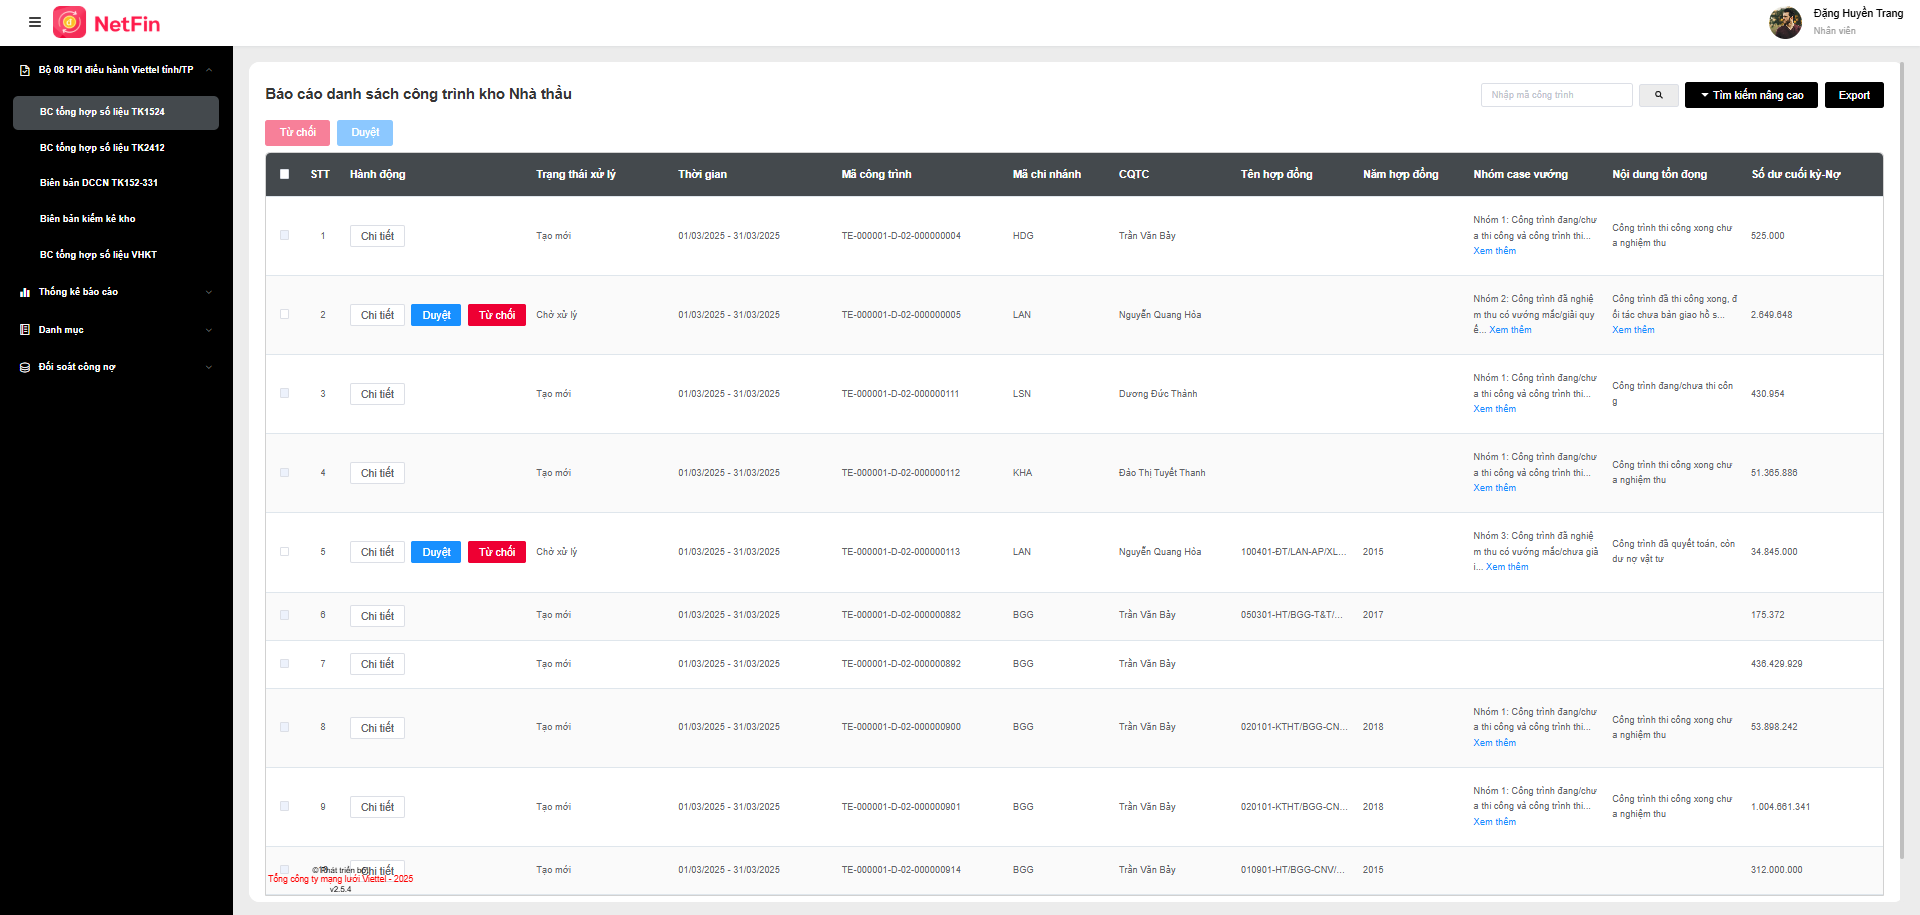 NetFin
Đặng Huyền Trang
Nhân viên
Bộ 08 KPI điều hành Viettel tỉnh/TP
BC tổng hợp số liệu TK1524
BC tổng hợp số liệu TK2412
Biên bản DCCN TK152-331
Biên bản kiểm kê kho
BC tổng hợp số liệu VHKT
Thống kê báo cáo
Danh mục
Đối soát công nợ
Báo cáo danh sách công trình kho Nhà thầu
Nhập mã công trình
Tìm kiếm nâng cao
Export
Từ chối Duyệt
STT Hành động Trạng thái xử lý Thời gian Mã công trình Mã chi nhánh CQTC Tên hợp đồng Năm hợp đồng Nhóm case vướng Nội dung tồn đọng Số dư cuối kỳ-Nợ
1 Chi tiết Tạo mới 01/03/2025 - 31/03/2025 TE-000001-D-02-000000004 HDG Trần Văn Bảy
Nhóm 1: Công trình đang/chư
a thi công và công trình thi...
Xem thêm
Công trình thi công xong chư
a nghiệm thu
525.000
2 Chi tiết Duyệt Từ chối Chờ xử lý 01/03/2025 - 31/03/2025 TE-000001-D-02-000000005 LAN Nguyễn Quang Hòa
Nhóm 2: Công trình đã nghiệ
m thu có vướng mắc/giải quy
ế... Xem thêm
Công trình đã thi công xong, đ
ối tác chưa bàn giao hồ s...
Xem thêm
2.649.648
3 Chi tiết Tạo mới 01/03/2025 - 31/03/2025 TE-000001-D-02-000000111 LSN Dương Đức Thành
Nhóm 1: Công trình đang/chư
a thi công và công trình thi...
Xem thêm
Công trình đang/chưa thi côn
g
430.954
4 Chi tiết Tạo mới 01/03/2025 - 31/03/2025 TE-000001-D-02-000000112 KHA Đào Thị Tuyết Thanh
Nhóm 1: Công trình đang/chư
a thi công và công trình thi...
Xem thêm
Công trình thi công xong chư
a nghiệm thu
51.365.886
5 Chi tiết Duyệt Từ chối Chờ xử lý 01/03/2025 - 31/03/2025 TE-000001-D-02-000000113 LAN Nguyễn Quang Hòa 100401-ĐT/LAN-AP/XL... 2015
Nhóm 3: Công trình đã nghiệ
m thu có vướng mắc/chưa giả
i... Xem thêm
Công trình đã quyết toán, còn
dư nợ vật tư
34.845.000
6 Chi tiết Tạo mới 01/03/2025 - 31/03/2025 TE-000001-D-02-000000882 BGG Trần Văn Bảy 050301-HT/BGG-T&T/... 2017 175.372
7 Chi tiết Tạo mới 01/03/2025 - 31/03/2025 TE-000001-D-02-000000892 BGG Trần Văn Bảy 436.429.929
8 Chi tiết Tạo mới 01/03/2025 - 31/03/2025 TE-000001-D-02-000000900 BGG Trần Văn Bảy 020101-KTHT/BGG-CN... 2018
Nhóm 1: Công trình đang/chư
a thi công và công trình thi...
Xem thêm
Công trình thi công xong chư
a nghiệm thu
53.898.242
9 Chi tiết Tạo mới 01/03/2025 - 31/03/2025 TE-000001-D-02-000000901 BGG Trần Văn Bảy 020101-KTHT/BGG-CN... 2018
Nhóm 1: Công trình đang/chư
a thi công và công trình thi...
Xem thêm
Công trình thi công xong chư
a nghiệm thu
1.004.661.341
Chi tiết Tạo mới 01/03/2025 - 31/03/2025 TE-000001-D-02-000000914 BGG Trần Văn Bảy 010901-HT/BGG-CNV/... 2015 312.000.000
Phát triển bởi
Tổng công ty mạng lưới Viettel - 2025
v2.5.4